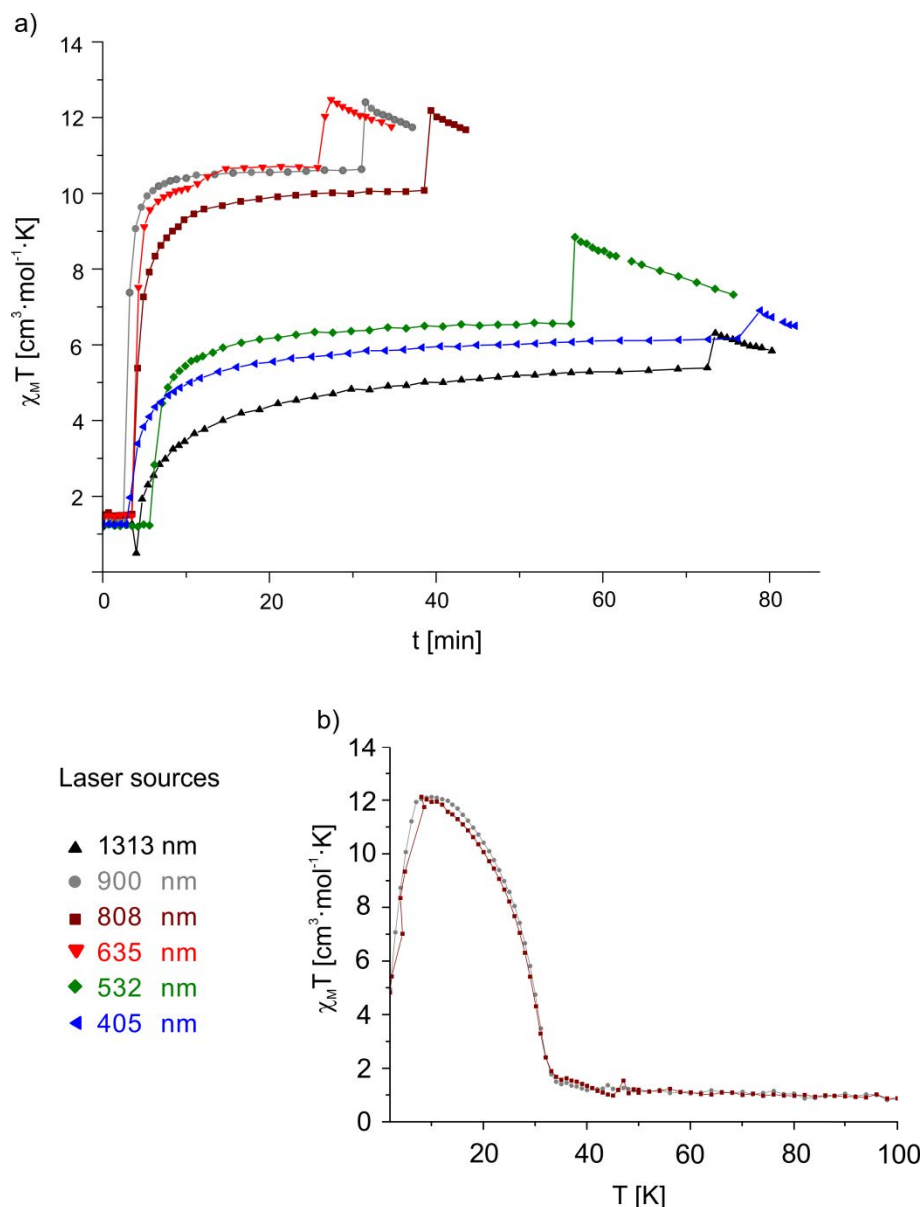 a)
14
12
10
8
6
4
2
χMT [cm³·mol⁻¹·K]
0
20
40
60
80
t [min]
Laser sources
1313 nm
900 nm
808 nm
635 nm
532 nm
405 nm
b)
14
12
10
8
6
4
2
0
χMT [cm³·mol⁻¹·K]
20
40
60
80
100
T [K]